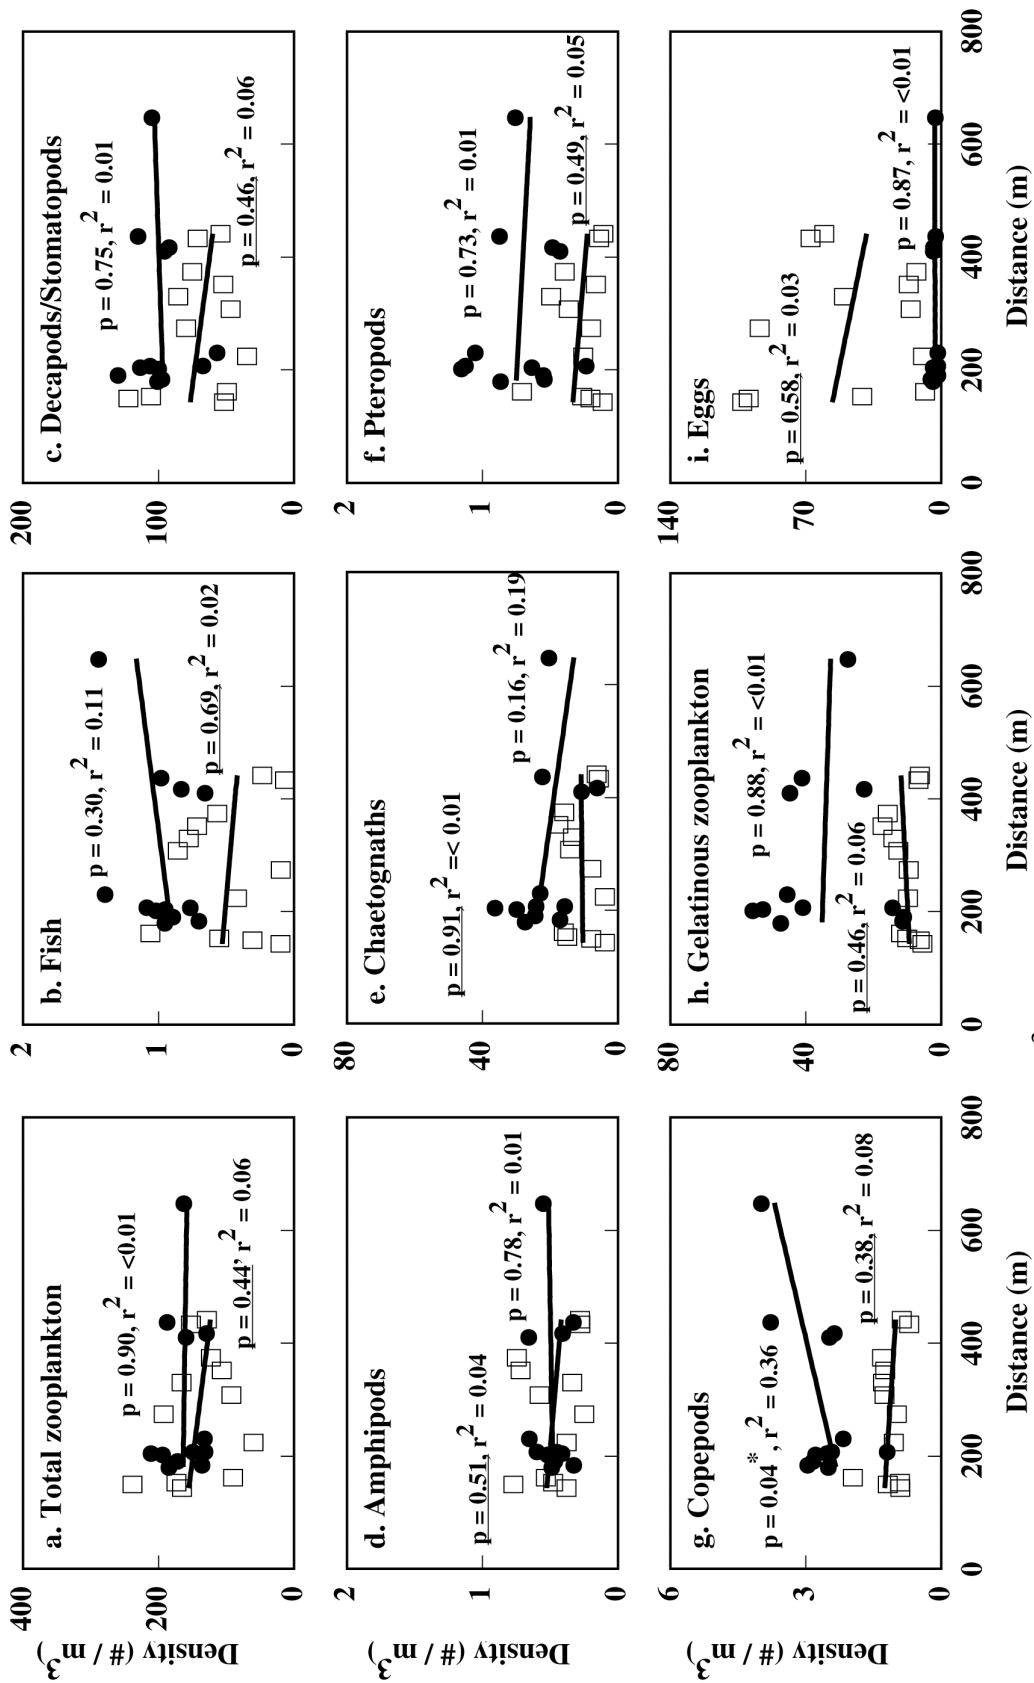 a. Total zooplankton
p = 0.90, r2 = <0.01
p = 0.44, r2 = 0.06
400
200
0
Density (# / m3)
b. Fish
p = 0.30, r2 = 0.11
p = 0.69, r2 = 0.02
2
1
0
c. Decapods/Stomatopods
p = 0.75, r2 = 0.01
p = 0.46, r2 = 0.06
200
100
0
d. Amphipods
p = 0.51, r2 = 0.04
p = 0.78, r2 = 0.01
2
1
0
Density (# / m3)
e. Chaetognaths
p = 0.91, r2 =< 0.01
p = 0.16, r2 = 0.19
80
40
0
f. Pteropods
p = 0.73, r2 = 0.01
p = 0.49, r2 = 0.05
2
1
0
g. Copepods
p = 0.04*, r2 = 0.36
p = 0.38, r2 = 0.08
6
3
0
Density (# / m3)
0 200 400 600 800
Distance (m)
h. Gelatinous zooplankton
p = 0.88, r2 = <0.01
p = 0.46, r2 = 0.06
80
40
0
0 200 400 600 800
Distance (m)
i. Eggs
p = 0.58, r2 = 0.03
p = 0.87, r2 = <0.01
140
70
0
0 200 400 600 800
Distance (m)